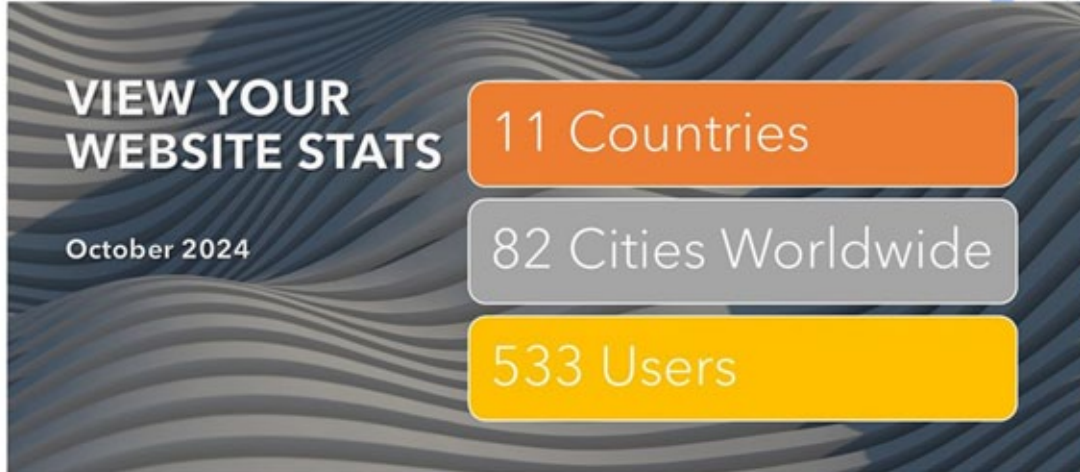 VIEW YOUR
WEBSITE STATS
October 2024
11 Countries
82 Cities Worldwide
533 Users